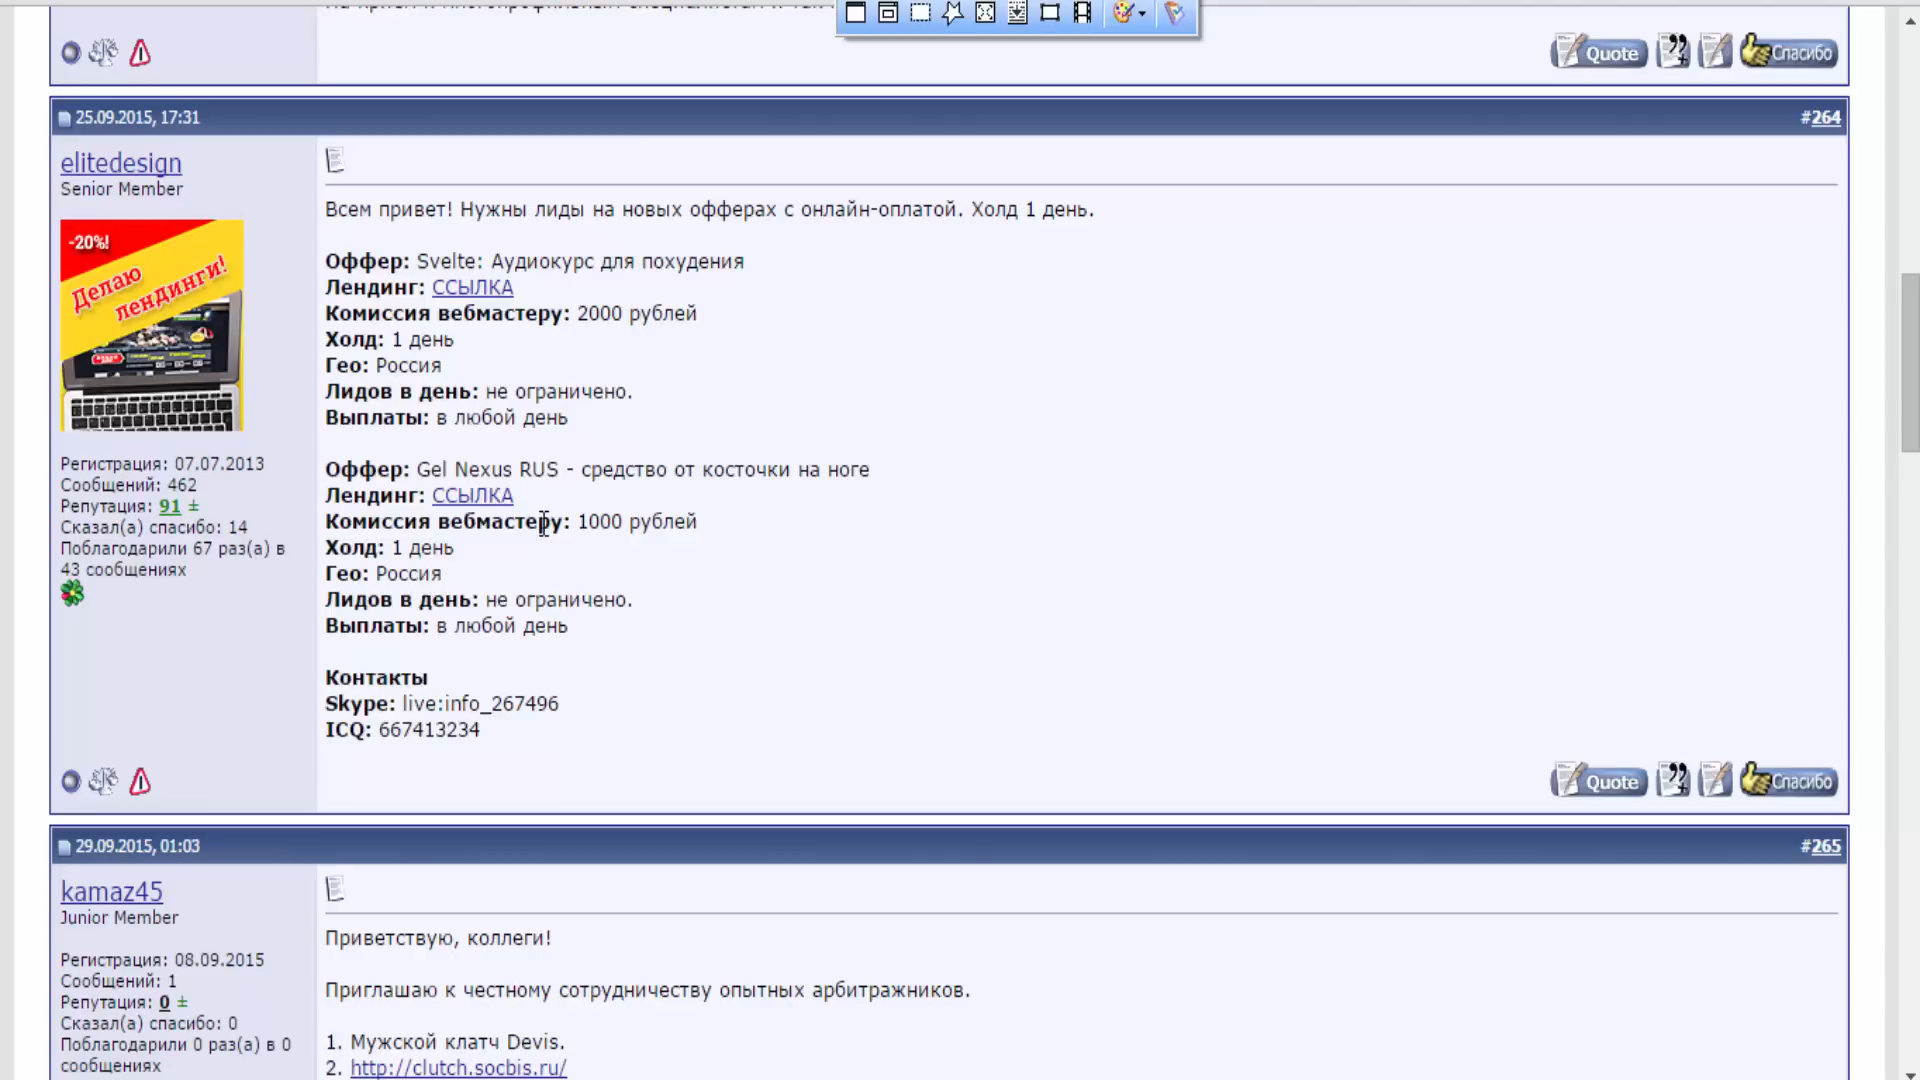 Quote
Спасибо
25.09.2015, 17:31
#264
elitedesign
Senior Member
-20%!
Делаю
лендинги!
Регистрация: 07.07.2013
Сообщений: 462
Репутация: 91 ±
Сказал(а) спасибо: 14
Поблагодарили 67 раз(а) в
43 сообщениях
Всем привет! Нужны лиды на новых офферах с онлайн-оплатой. Холд 1 день.
Оффер: Svelte: Аудиокурс для похудения
Лендинг: ССЫЛКА
Комиссия вебмастеру: 2000 рублей
Холд: 1 день
Гео: Россия
Лидов в день: не ограничено.
Выплаты: в любой день
Оффер: Gel Nexus RUS - средство от косточки на ноге
Лендинг: ССЫЛКА
Комиссия вебмастеру: 1000 рублей
Холд: 1 день
Гео: Россия
Лидов в день: не ограничено.
Выплаты: в любой день
Контакты
Skype: live:info_267496
ICQ: 667413234
Quote
Спасибо
29.09.2015, 01:03
#265
kamaz45
Junior Member
Регистрация: 08.09.2015
Сообщений: 1
Репутация: 0 ±
Сказал(а) спасибо: 0
Поблагодарили 0 раз(а) в 0
сообщениях
Приветствую, коллеги!
Приглашаю к честному сотрудничеству опытных арбитражников.
1. Мужской клатч Devis.
2. http://clutch.socbis.ru/